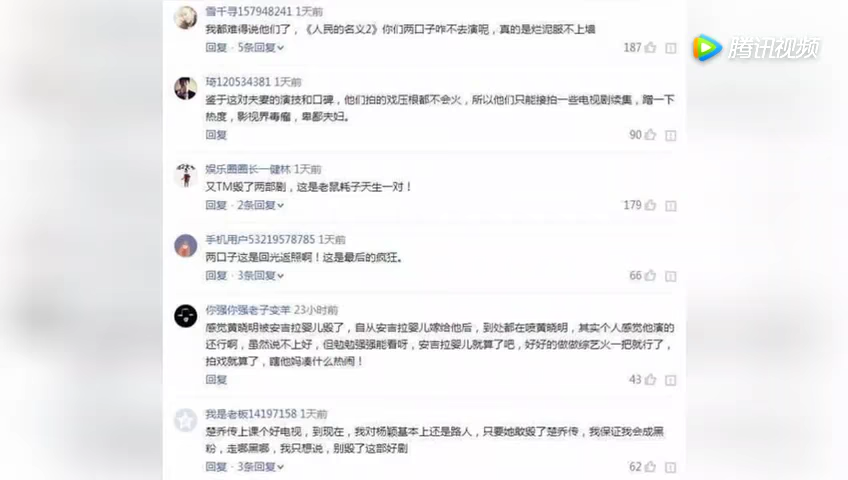 雪千寻157948241 1天前
腾讯视频
我都难得说他们了，《人民的名义2》你们两口子咋不去演呢，真的是烂泥服不上墙
回复 · 5条回复
187
琦120534381 1天前
鉴于这对夫妻的演技和口碑，他们拍的戏压根都不会火，所以他们只能接拍一些电视剧续集，蹭一下
热度，影视界毒瘤，卑鄙夫妇。
回复
90
娱乐圈圈长一健林 1天前
又TM毁了两部剧，这是老鼠耗子天生一对！
回复 · 2条回复
179
手机用户53219578785 1天前
两口子这是回光返照啊！这是最后的疯狂。
回复 · 3条回复
66
你强你强老子变羊 23小时前
感觉黄晓明被安吉拉婴儿毁了，自从安吉拉婴儿嫁给他后，到处都在喷黄晓明，其实个人感觉他演的
还行啊，虽然说不上好，但勉勉强强能看呀，安吉拉婴儿就算了吧，好好的做做综艺火一把就行了，
拍戏就算了，瞎他妈凑什么热闹！
回复
43
我是老板14197158 1天前
楚乔传上课个好电视，到现在，我对杨颖基本上还是路人，只要她敢毁了楚乔传，我保证我会成黑
粉，走哪黑哪，我只想说，别毁了这部好剧
回复 · 3条回复
62